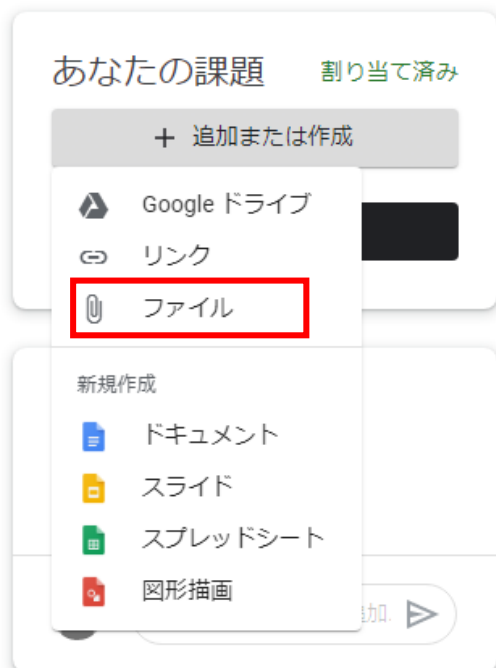 あなたの課題 割り当て済み
+ 追加または作成
Google ドライブ
リンク
ファイル
新規作成
ドキュメント
スライド
スプレッドシート
図形描画
追加